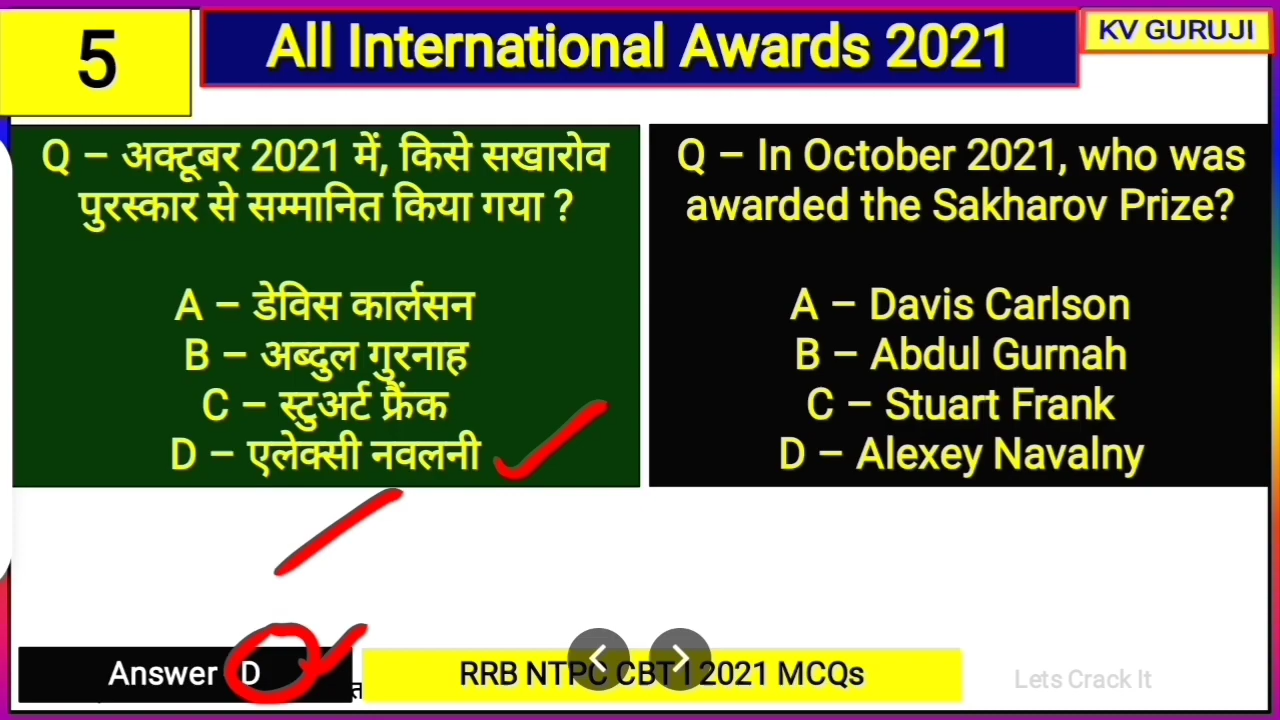 5
All International Awards 2021
KV GURUJI
Q – अक्टूबर 2021 में, किसे सखारोव
पुरस्कार से सम्मानित किया गया ?
A – डेविस कार्लसन
B – अब्दुल गुरनाह
C – स्टुअर्ट फ्रैंक
D – एलेक्सी नवलनी
Q – In October 2021, who was
awarded the Sakharov Prize?
A – Davis Carlson
B – Abdul Gurnah
C – Stuart Frank
D – Alexey Navalny
Answer D
RRB NTPC CBT I 2021 MCQs
Lets Crack It